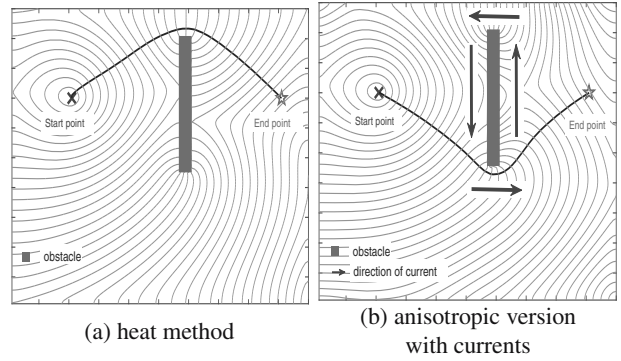 Start point
End point
obstacle
(a) heat method
Start point
End point
obstacle
direction of current
(b) anisotropic version
with currents